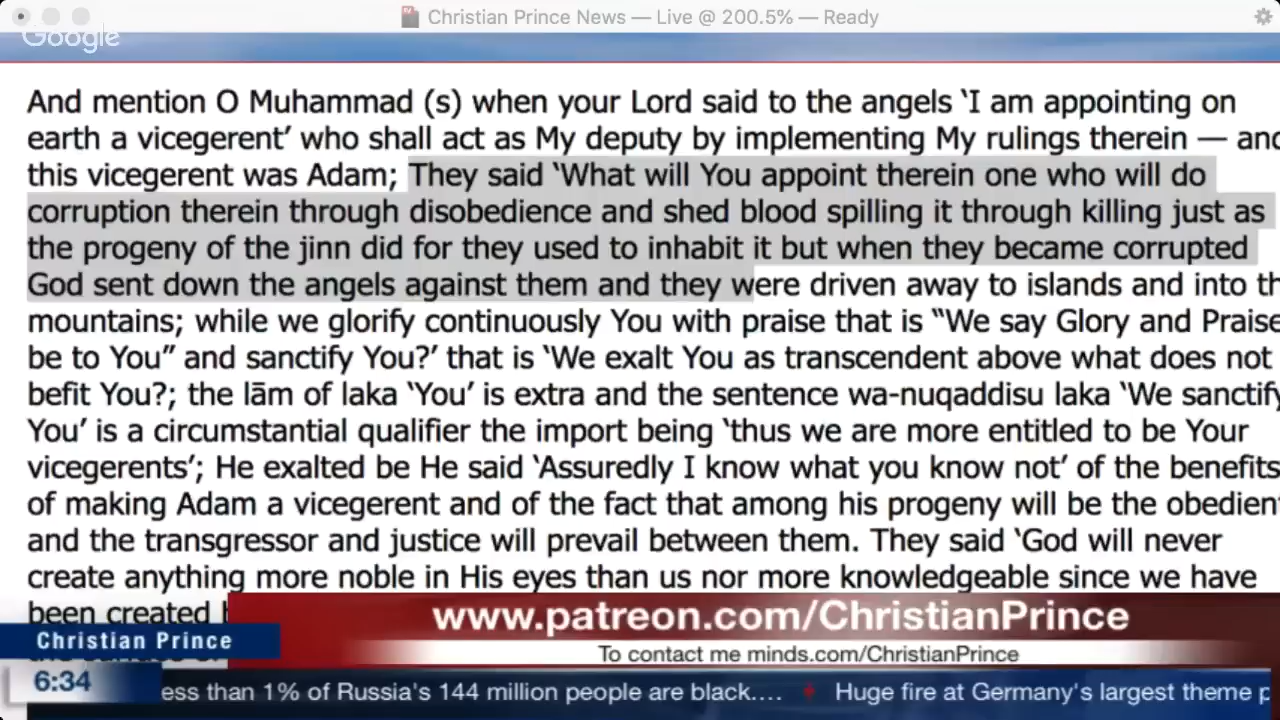 Christian Prince News — Live @ 200.5% — Ready
Google
And mention O Muhammad (s) when your Lord said to the angels ‘I am appointing on
earth a vicegerent’ who shall act as My deputy by implementing My rulings therein — and
this vicegerent was Adam; They said ‘What will You appoint therein one who will do
corruption therein through disobedience and shed blood spilling it through killing just as
the progeny of the jinn did for they used to inhabit it but when they became corrupted
God sent down the angels against them and they were driven away to islands and into th
mountains; while we glorify continuously You with praise that is “We say Glory and Praise
be to You” and sanctify You?’ that is ‘We exalt You as transcendent above what does not
befit You?; the lām of laka ‘You’ is extra and the sentence wa-nuqaddisu laka ‘We sanctify
You’ is a circumstantial qualifier the import being ‘thus we are more entitled to be Your
vicegerents’; He exalted be He said ‘Assuredly I know what you know not’ of the benefits
of making Adam a vicegerent and of the fact that among his progeny will be the obedient
and the transgressor and justice will prevail between them. They said ‘God will never
create anything more noble in His eyes than us nor more knowledgeable since we have
been created
www.patreon.com/ChristianPrince
Christian Prince
To contact me minds.com/ChristianPrince
6:34
ess than 1% of Russia's 144 million people are black.... Huge fire at Germany's largest theme p